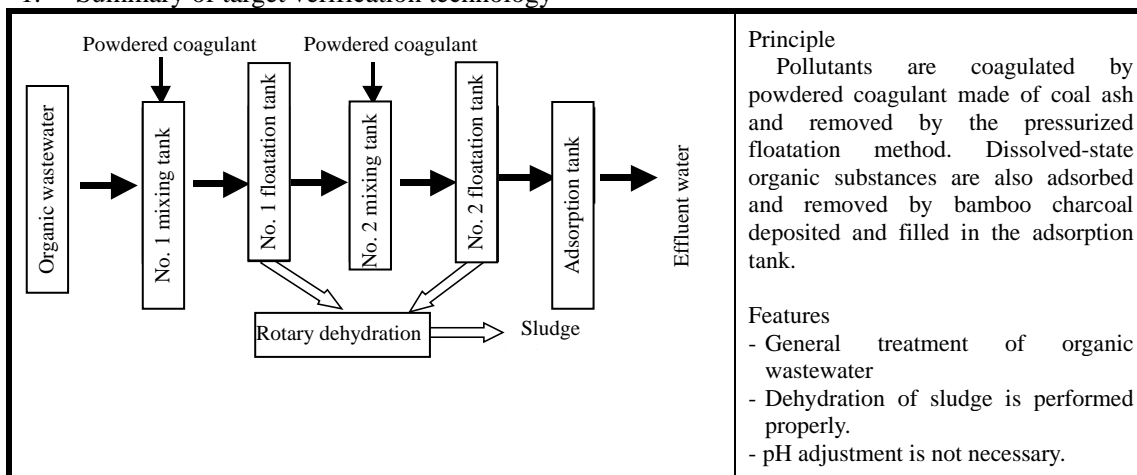 1. Summary of target verification technology
Powdered coagulant
Powdered coagulant
Organic wastewater
No. 1 mixing tank
No. 1 floatation tank
No. 2 mixing tank
No. 2 floatation tank
Adsorption tank
Effluent water
Rotary dehydration
Sludge
Principle
Pollutants are coagulated by
powdered coagulant made of coal ash
and removed by the pressurized
floatation method. Dissolved-state
organic substances are also adsorbed
and removed by bamboo charcoal
deposited and filled in the adsorption
tank.
Features
- General treatment of organic
wastewater
- Dehydration of sludge is performed
properly.
- pH adjustment is not necessary.